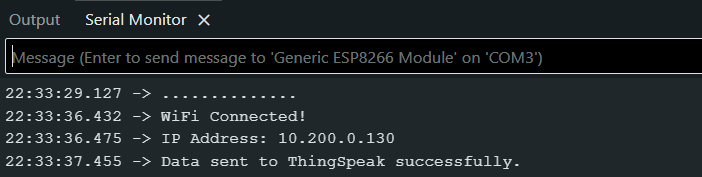 Output Serial Monitor ×
Message (Enter to send message to 'Generic ESP8266 Module' on 'COM3')
22:33:29.127 -> ..............
22:33:36.432 -> WiFi Connected!
22:33:36.475 -> IP Address: 10.200.0.130
22:33:37.455 -> Data sent to ThingSpeak successfully.